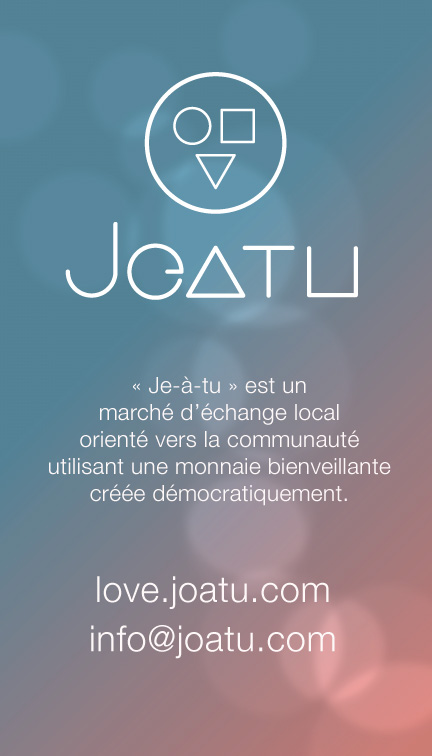 JoATU
« Je-à-tu » est un
marché d'échange local
orienté vers la communauté
utilisant une monnaie bienveillante
créée démocratiquement.
love.joatu.com
info@joatu.com